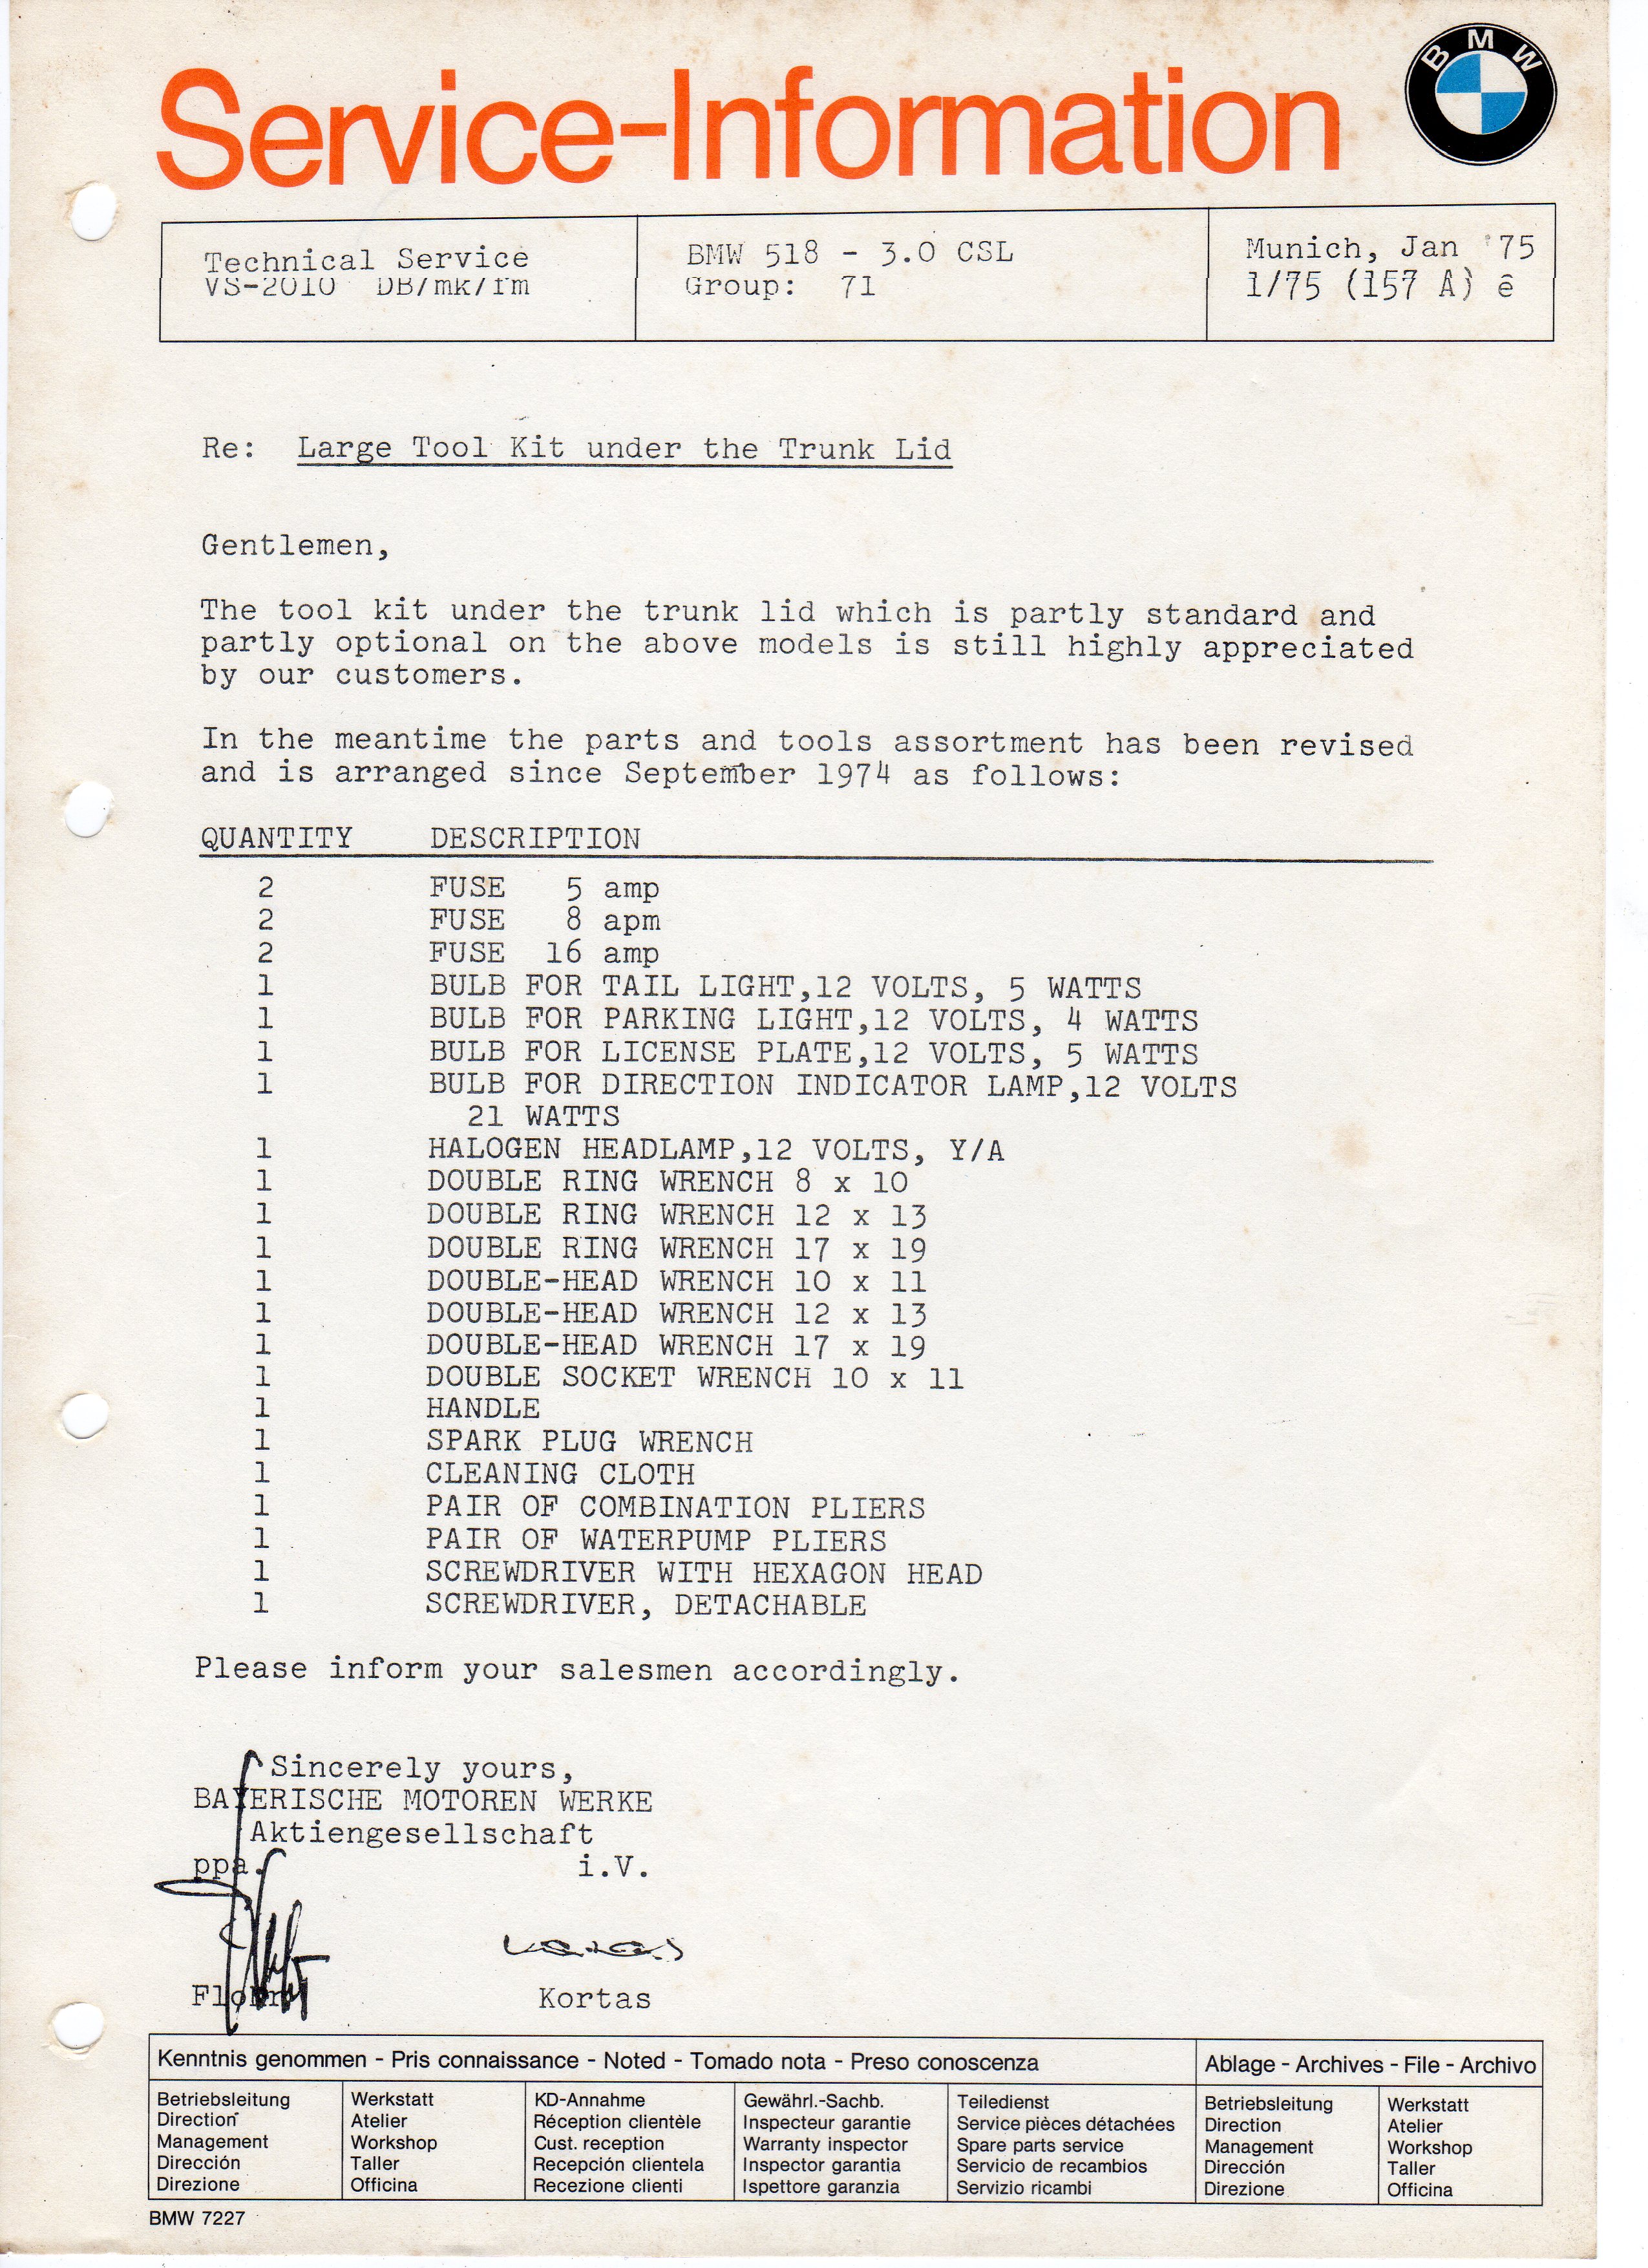 Service-Information
BMW
Technical Service
VS-2010 DB/mk/fm
BMW 518 - 3.0 CSL
Group: 71
Munich, Jan '75
1/75 (157 A) ê
Re: Large Tool Kit under the Trunk Lid
Gentlemen,
The tool kit under the trunk lid which is partly standard and
partly optional on the above models is still highly appreciated
by our customers.
In the meantime the parts and tools assortment has been revised
and is arranged since September 1974 as follows:
QUANTITY DESCRIPTION
2 FUSE 5 amp
2 FUSE 8 apm
2 FUSE 16 amp
1 BULB FOR TAIL LIGHT,12 VOLTS, 5 WATTS
1 BULB FOR PARKING LIGHT,12 VOLTS, 4 WATTS
1 BULB FOR LICENSE PLATE,12 VOLTS, 5 WATTS
1 BULB FOR DIRECTION INDICATOR LAMP,12 VOLTS
21 WATTS
1 HALOGEN HEADLAMP,12 VOLTS, Y/A
1 DOUBLE RING WRENCH 8 x 10
1 DOUBLE RING WRENCH 12 x 13
1 DOUBLE RING WRENCH 17 x 19
1 DOUBLE-HEAD WRENCH 10 x 11
1 DOUBLE-HEAD WRENCH 12 x 13
1 DOUBLE-HEAD WRENCH 17 x 19
1 DOUBLE SOCKET WRENCH 10 x 11
1 HANDLE
1 SPARK PLUG WRENCH
1 CLEANING CLOTH
1 PAIR OF COMBINATION PLIERS
1 PAIR OF WATERPUMP PLIERS
1 SCREWDRIVER WITH HEXAGON HEAD
1 SCREWDRIVER, DETACHABLE
Please inform your salesmen accordingly.
Sincerely yours,
BAYERISCHE MOTOREN WERKE
Aktiengesellschaft
ppa. i.V.
Kortas
Kenntnis genommen - Pris connaissance - Noted - Tomado nota - Preso conoscenza
Ablage - Archives - File - Archivo
Betriebsleitung
Direction
Management
Dirección
Direzione
Werkstatt
Atelier
Workshop
Taller
Officina
KD-Annahme
Réception clientèle
Cust. reception
Recepción clientela
Recezione clienti
Gewährl.-Sachb.
Inspecteur garantie
Warranty inspector
Inspector garantia
Ispettore garanzia
Teiledienst
Service pièces détachées
Spare parts service
Servicio de recambios
Servizio ricambi
Betriebsleitung
Direction
Management
Dirección
Direzione
Werkstatt
Atelier
Workshop
Taller
Officina
BMW 7227